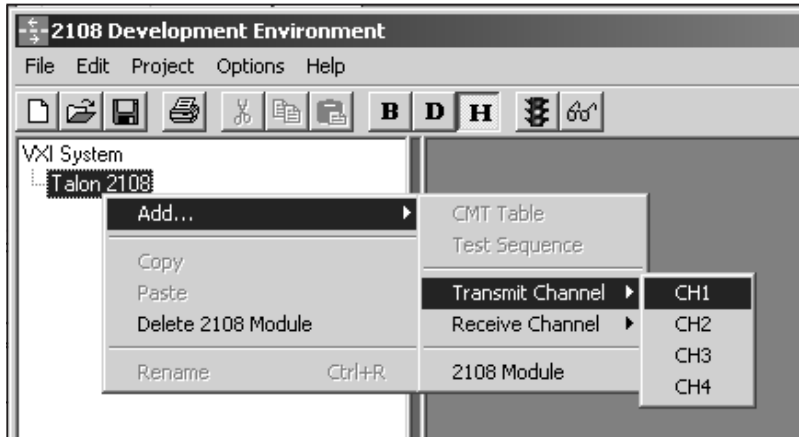 2108 Development Environment
File Edit Project Options Help
B D H
VXI System
Talon 2108
Add...
Copy
Paste
Delete 2108 Module
Rename Ctrl+R
CMT Table
Test Sequence
Transmit Channel
Receive Channel
2108 Module
CH1
CH2
CH3
CH4